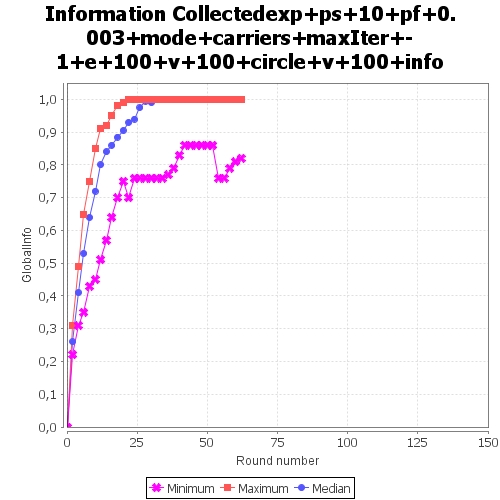 Information Collectedexp+ps+10+pf+0.
003+mode+carriers+maxIter+-
1+e+100+v+100+circle+v+100+info
1,0
0,9
0,8
0,7
0,6
0,5
0,4
0,3
0,2
0,1
0,0
GlobalInfo
0 25 50 75 100 125 150
Round number
Minimum Maximum Median